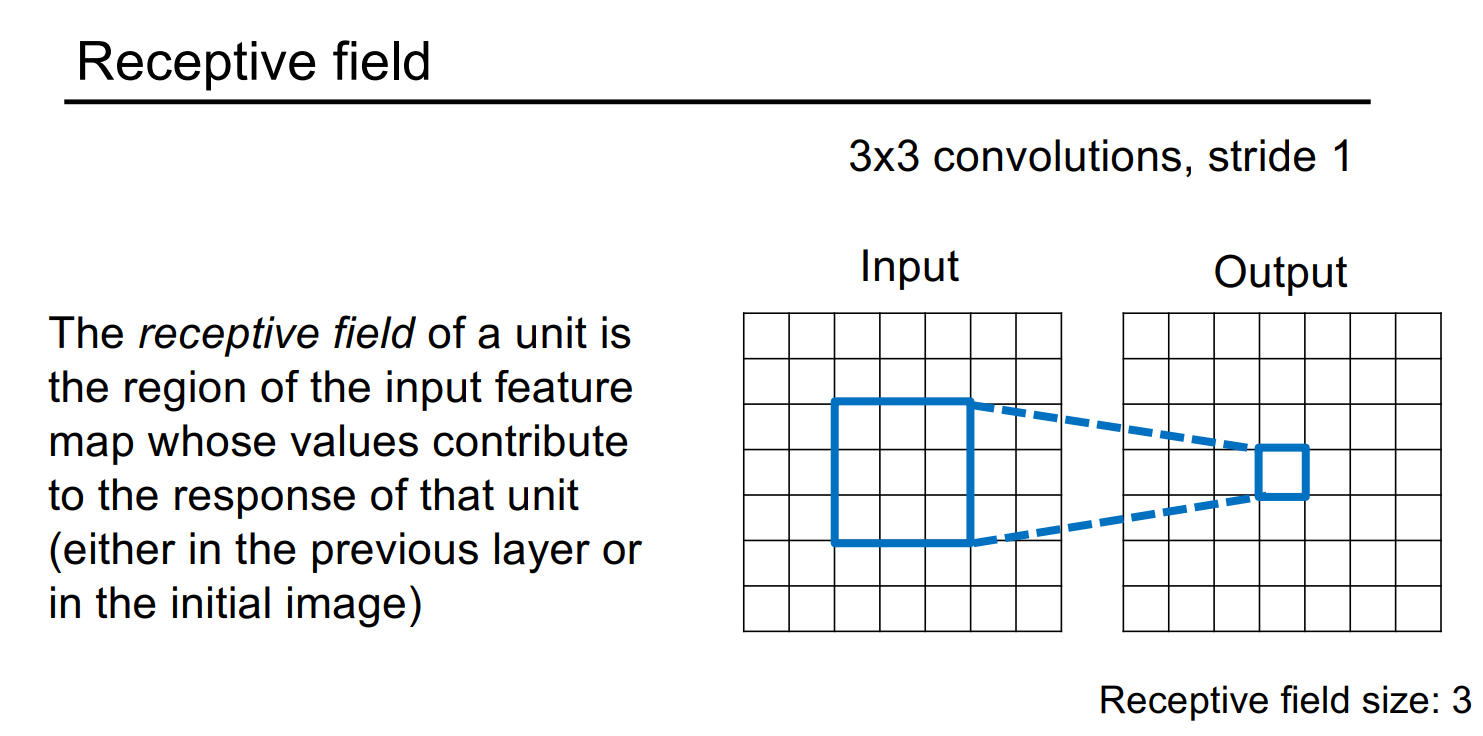 Receptive field
3x3 convolutions, stride 1
Input
Output
The receptive field of a unit is
the region of the input feature
map whose values contribute
to the response of that unit
(either in the previous layer or
in the initial image)
Receptive field size: 3